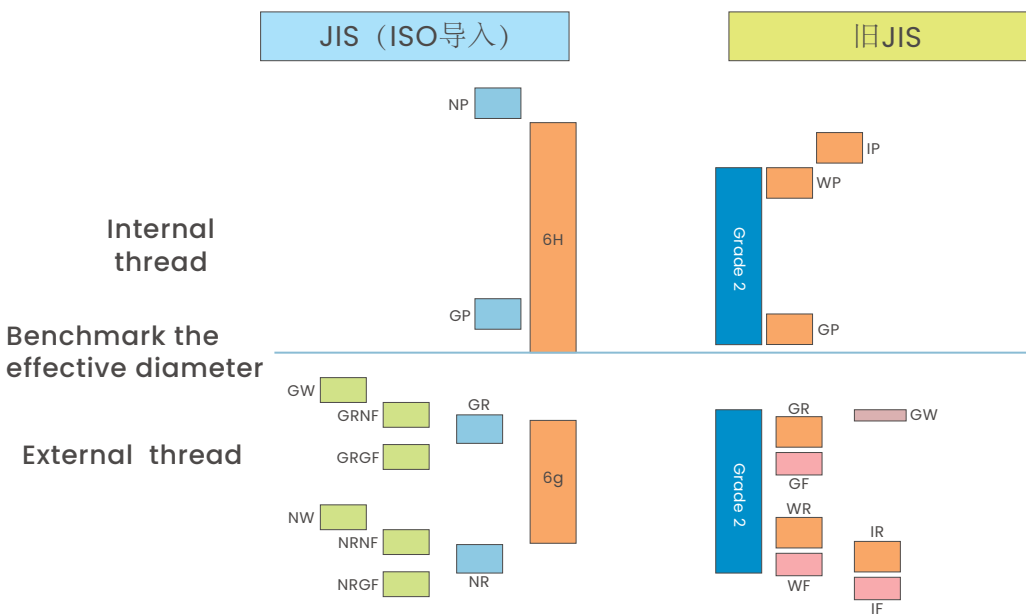 JIS（ISO导入）
旧JIS
NP
IP
WP
Internal
thread
6H
Grade 2
GP
GP
Benchmark the
effective diameter
GW
GRNF
GR
GR
GW
GRGF
External thread
6g
Grade 2
GF
NW
WR
NRNF
IR
NR
NRGF
WF
IF